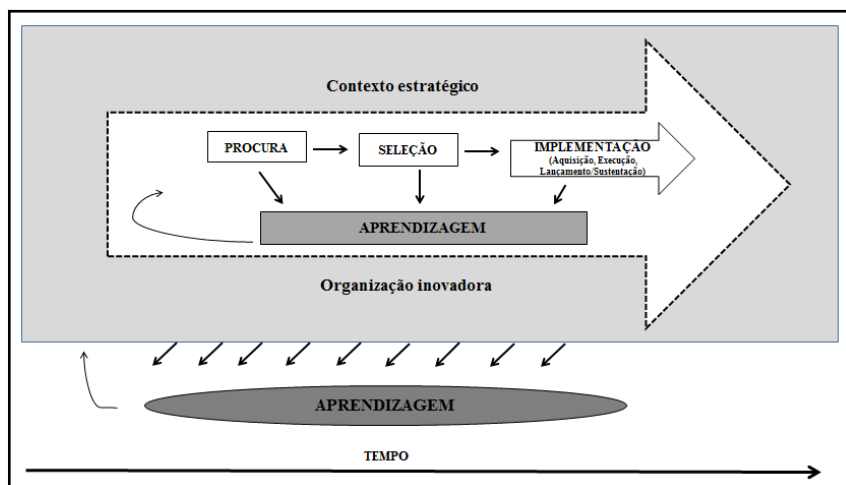 Contexto estratégico
PROCURA
SELEÇÃO
IMPLEMENTAÇÃO
(Aquisição, Execução,
Lançamento/Sustentação)
APRENDIZAGEM
Organização inovadora
APRENDIZAGEM
TEMPO